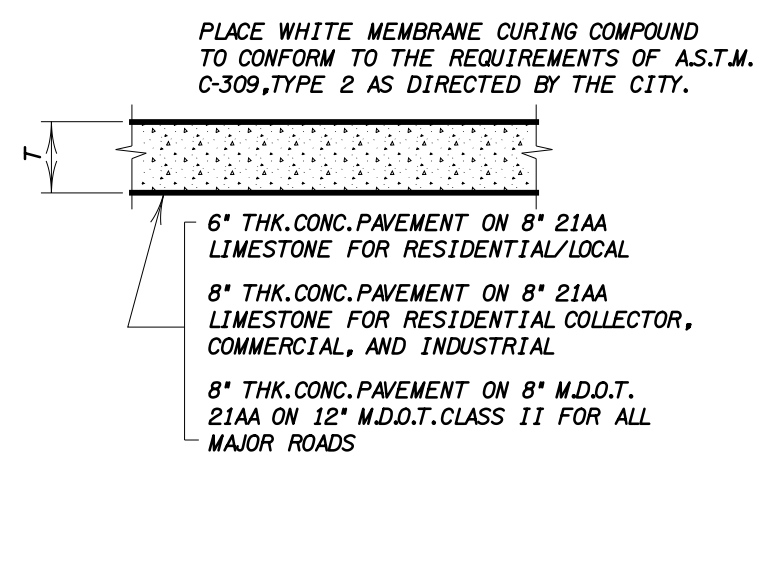 PLACE WHITE MEMBRANE CURING COMPOUND
TO CONFORM TO THE REQUIREMENTS OF A.S.T.M.
C-309, TYPE 2 AS DIRECTED BY THE CITY.
T
6" THK. CONC. PAVEMENT ON 8" 21AA
LIMESTONE FOR RESIDENTIAL/LOCAL
8" THK. CONC. PAVEMENT ON 8" 21AA
LIMESTONE FOR RESIDENTIAL COLLECTOR,
COMMERCIAL, AND INDUSTRIAL
8" THK. CONC. PAVEMENT ON 8" M.D.O.T.
21AA ON 12" M.D.O.T. CLASS II FOR ALL
MAJOR ROADS